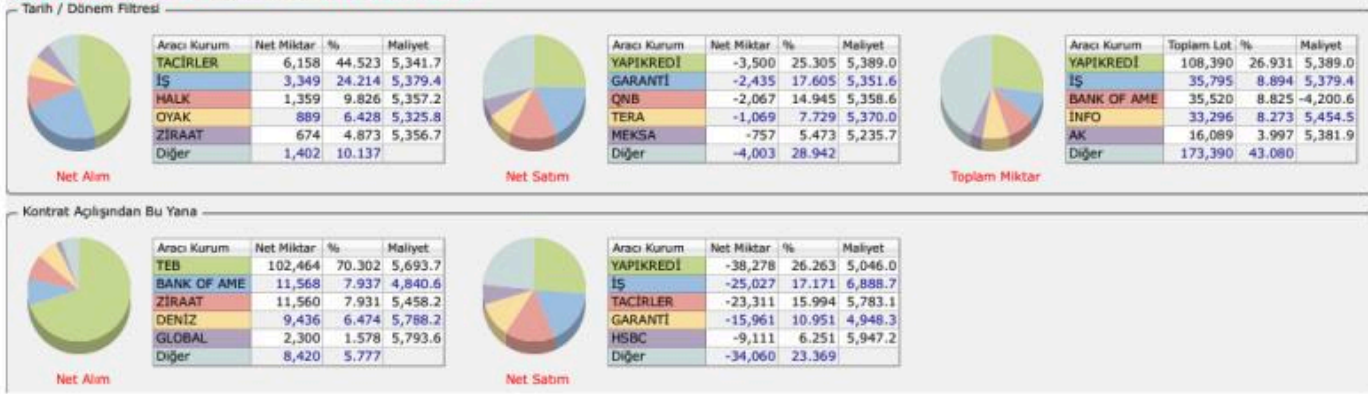 Tarih / Dönem Filtresi
Aracı Kurum Net Miktar % Maliyet
TACİRLER 6,158 44.523 5,341.7
İŞ 3,349 24.214 5,379.4
HALK 1,359 9.826 5,357.2
OYAK 889 6.428 5,325.8
ZİRAAT 674 4.873 5,356.7
Diğer 1,402 10.137
Net Alım
Aracı Kurum Net Miktar % Maliyet
YAPIKREDİ -3,500 25.305 5,389.0
GARANTİ -2,435 17.605 5,351.6
QNB -2,067 14.945 5,358.6
TERA -1,069 7.729 5,370.0
MEKSA -757 5.473 5,235.7
Diğer -4,003 28.942
Net Satım
Aracı Kurum Toplam Lot % Maliyet
YAPIKREDİ 108,390 26.931 5,389.0
İŞ 35,795 8.894 5,379.4
BANK OF AME 35,520 8.825 -4,200.6
İNFO 33,296 8.273 5,454.5
AK 16,089 3.997 5,381.9
Diğer 173,390 43.080
Toplam Miktar
Kontrat Açılışından Bu Yana
Aracı Kurum Net Miktar % Maliyet
TEB 102,464 70.302 5,693.7
BANK OF AME 11,568 7.937 4,840.6
ZİRAAT 11,560 7.931 5,458.2
DENİZ 9,436 6.474 5,788.2
GLOBAL 2,300 1.578 5,793.6
Diğer 8,420 5.777
Net Alım
Aracı Kurum Net Miktar % Maliyet
YAPIKREDİ -38,278 26.263 5,046.0
İŞ -25,027 17.171 6,888.7
TACİRLER -23,311 15.994 5,783.1
GARANTİ -15,961 10.951 4,948.3
HSBC -9,111 6.251 5,947.2
Diğer -34,060 23.369
Net Satım